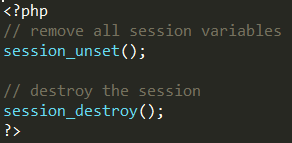 <?php
// remove all session variables
session_unset();

// destroy the session
session_destroy();
?>